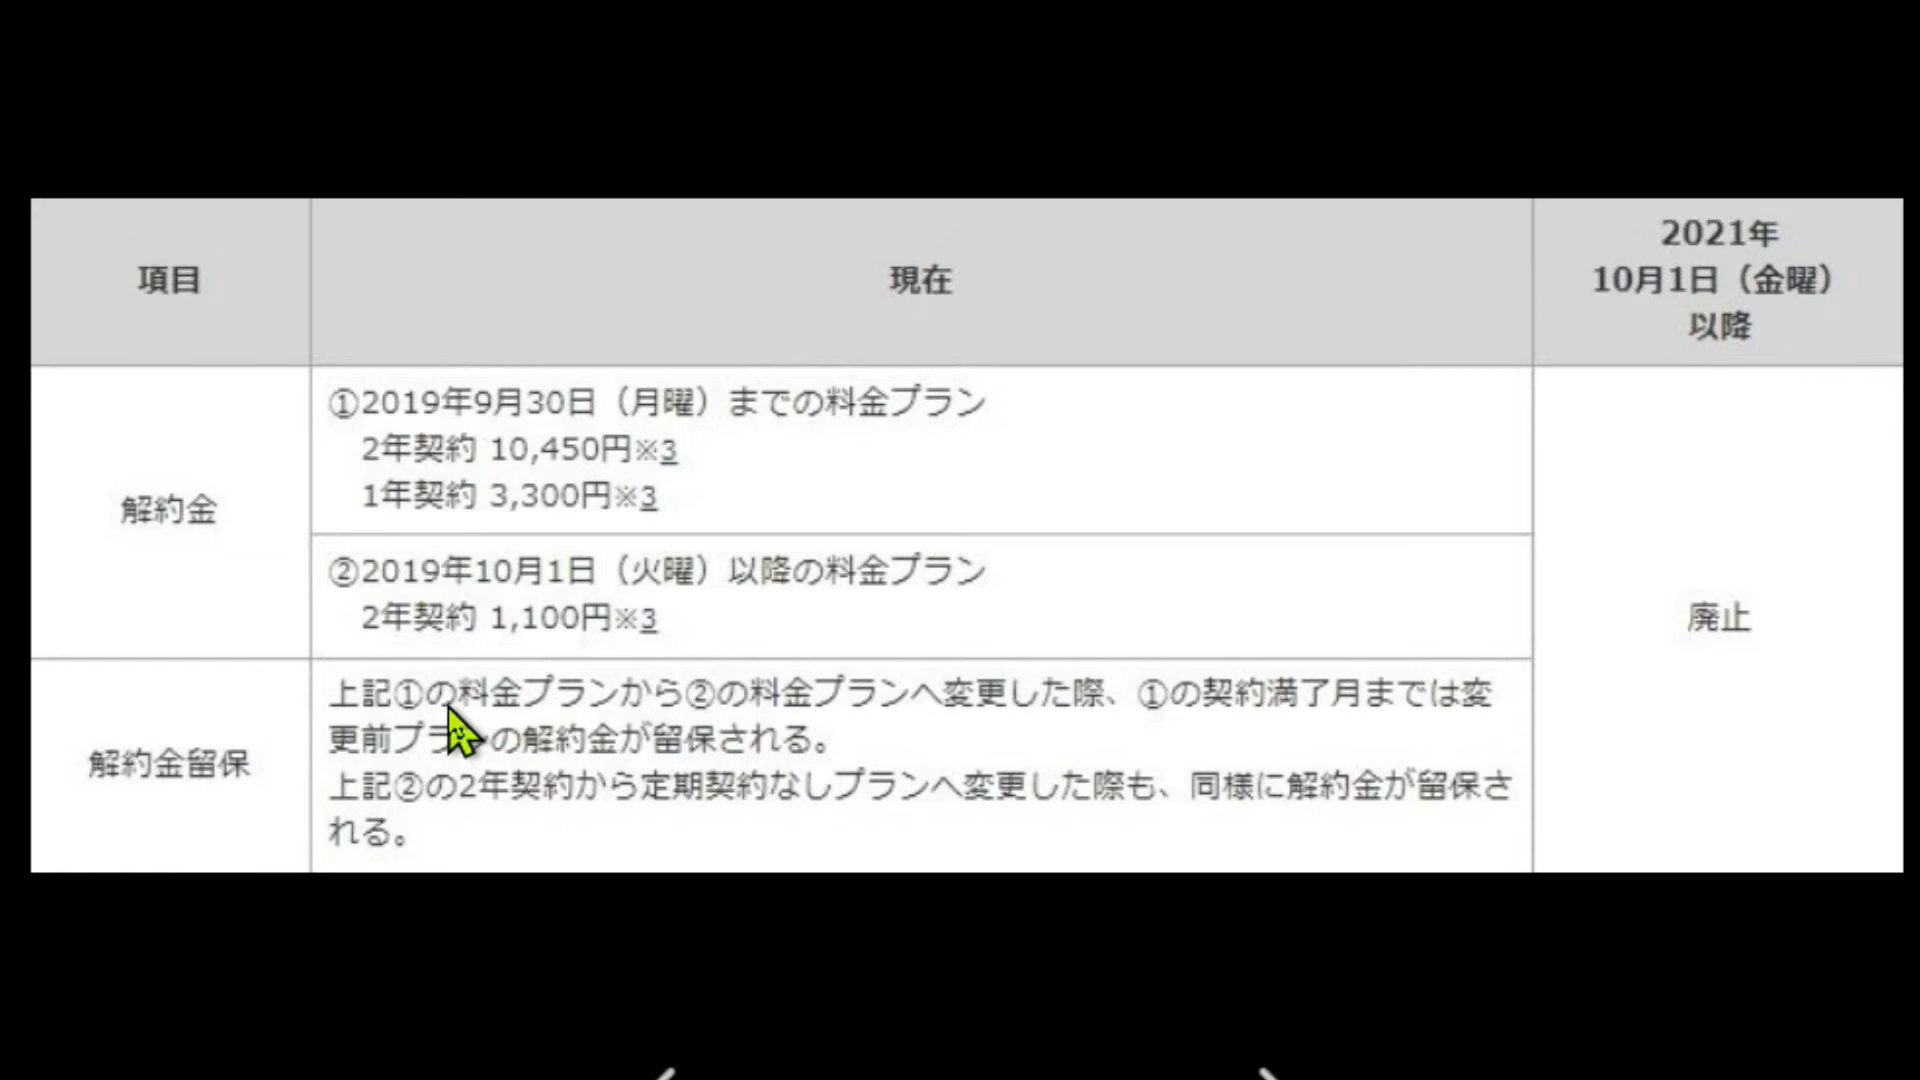 項目
現在
2021年
10月1日（金曜）
以降
解約金
①2019年9月30日（月曜）までの料金プラン
2年契約 10,450円※3
1年契約 3,300円※3
②2019年10月1日（火曜）以降の料金プラン
2年契約 1,100円※3
廃止
解約金留保
上記①の料金プランから②の料金プランへ変更した際、①の契約満了月までは変
更前プランの解約金が留保される。
上記②の2年契約から定期契約なしプランへ変更した際も、同様に解約金が留保さ
れる。